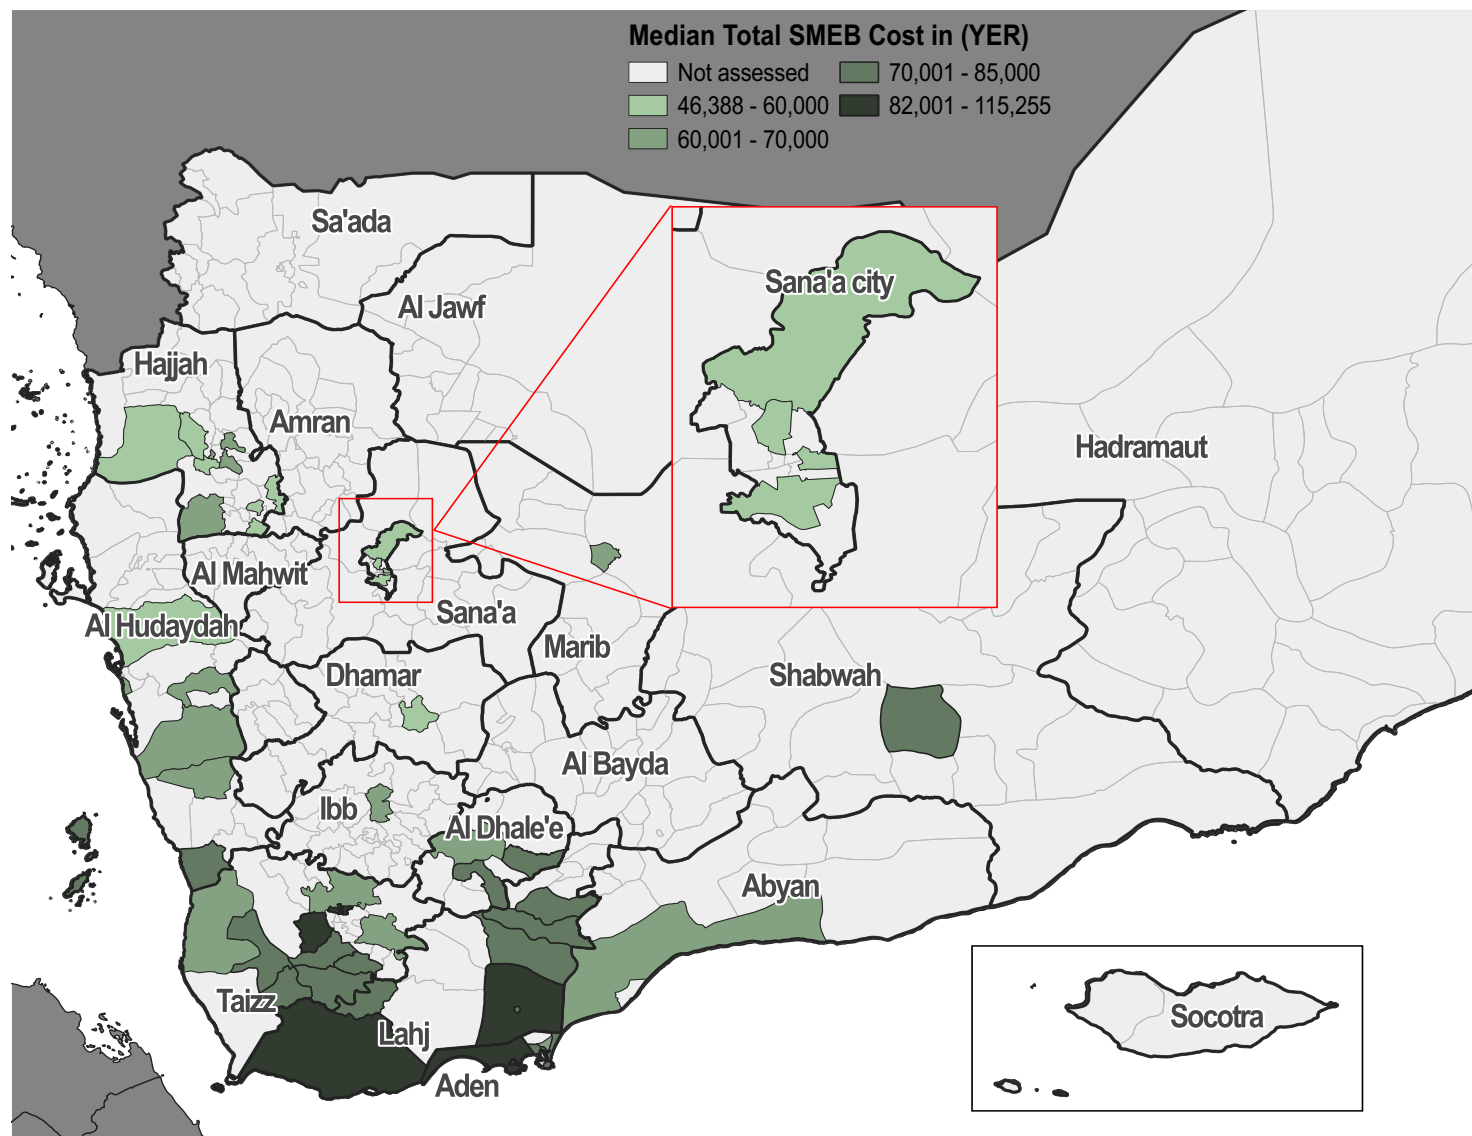 Median Total SMEB Cost in (YER)
Not assessed
70,001 - 85,000
46,388 - 60,000
82,001 - 115,255
60,001 - 70,000
Sa'ada
Al Jawf
Sana'a city
Hajjah
Amran
Hadramaut
Al Mahwit
Sana'a
Al Hudaydah
Marib
Dhamar
Shabwah
Al Bayda
Ibb
Al Dhale'e
Abyan
Taizz
Lahj
Socotra
Aden